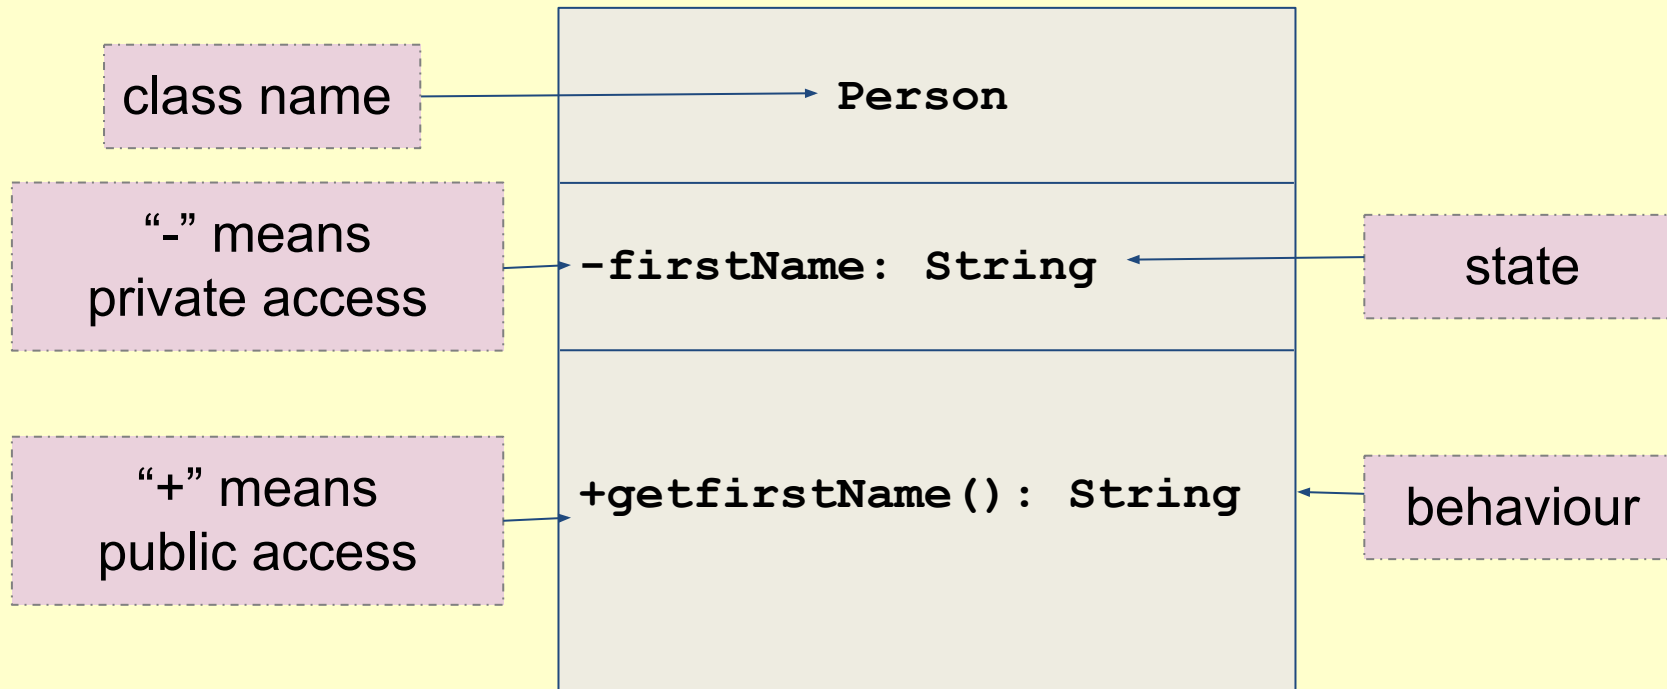 class name
Person
“-” means
private access
-firstName: String
state
“+” means
public access
+getfirstName(): String
behaviour